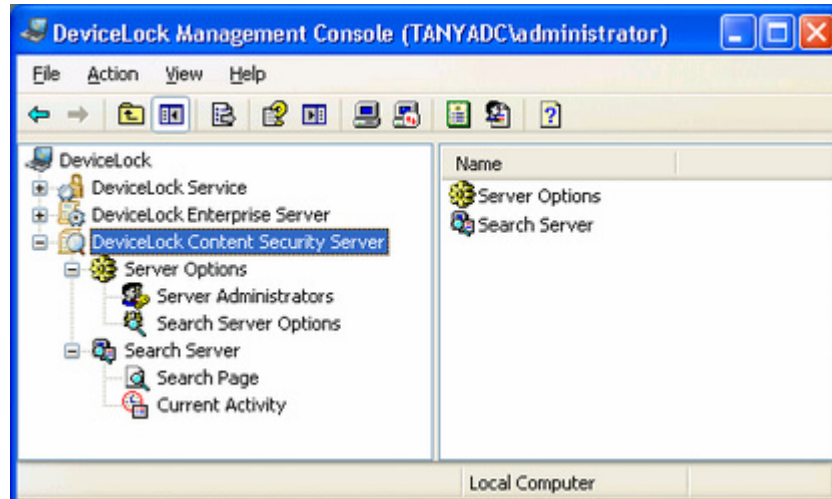 DeviceLock Management Console (TANYADC\administrator)
File Action View Help
DeviceLock
DeviceLock Service
DeviceLock Enterprise Server
DeviceLock Content Security Server
Server Options
Server Administrators
Search Server Options
Search Server
Search Page
Current Activity
Name
Server Options
Search Server
Local Computer